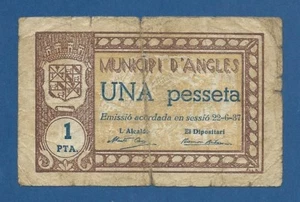 MUNICIPI D'ANGLES
UNA pesseta
Emissió acordada en sessió 22-6-37
L'Alcalde
El Dipositari
1
PTA.